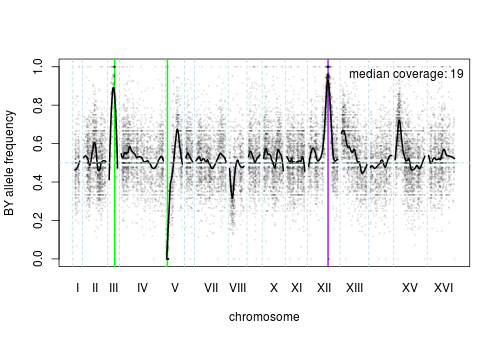 median coverage: 19
BY allele frequency
1.0
0.8
0.6
0.4
0.2
0.0
I II III IV V VII VIII X XI XII XIII XV XVI
chromosome